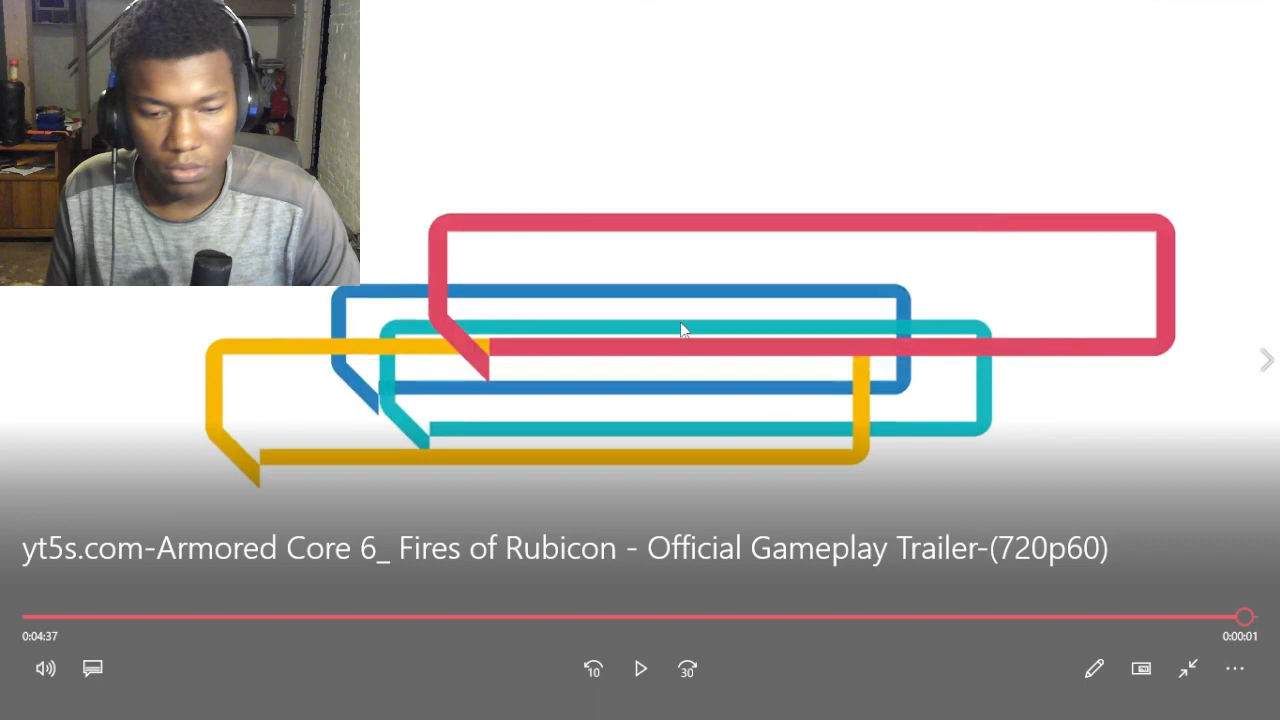 yt5s.com-Armored Core 6_ Fires of Rubicon - Official Gameplay Trailer-(720p60)
0:04:37
0:00:01
10
30